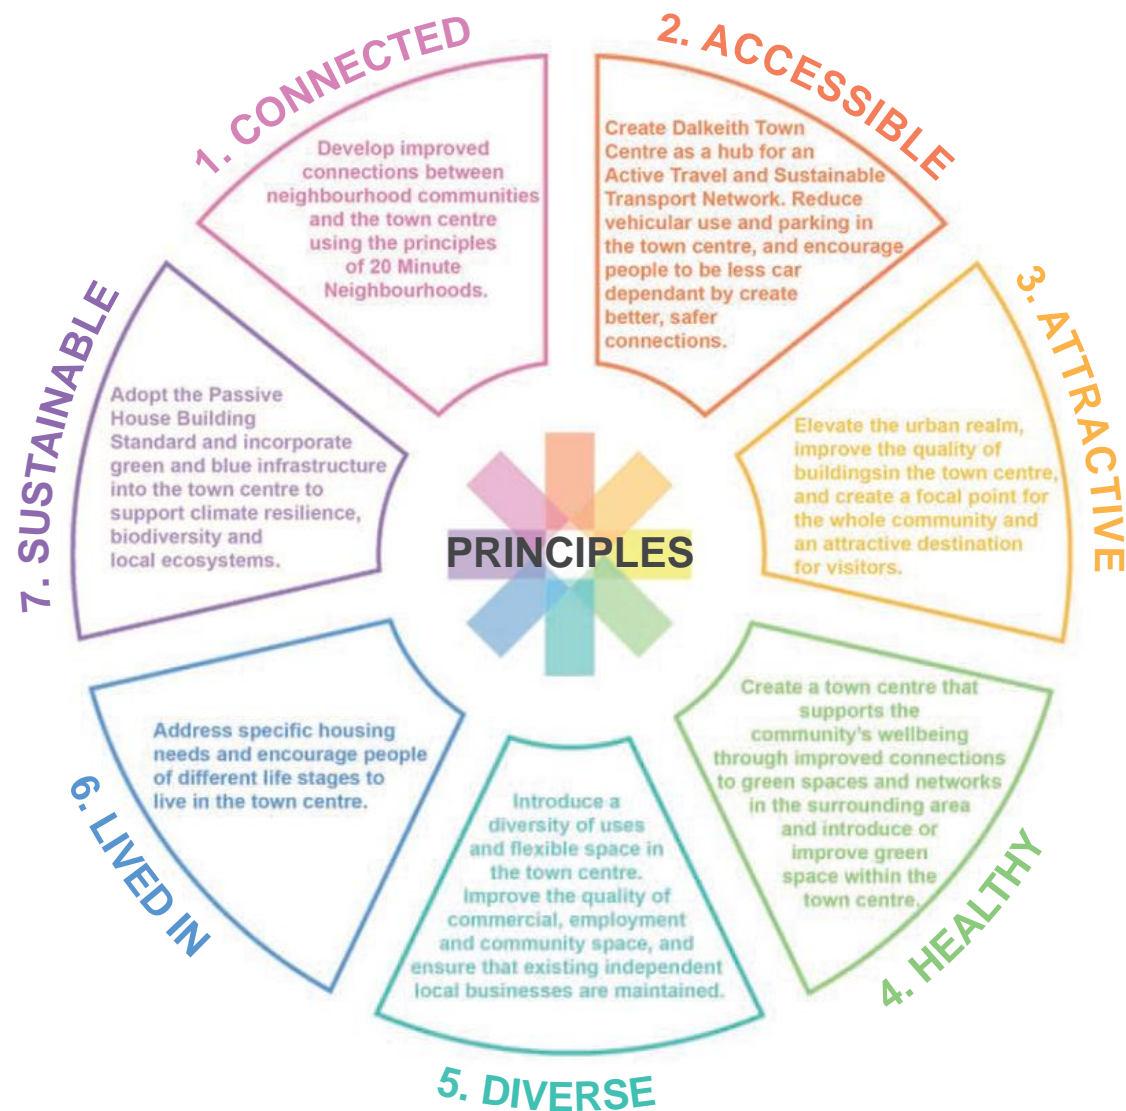 1. CONNECTED
Develop improved
connections between
neighbourhood communities
and the town centre
using the principles
of 20 Minute
Neighbourhoods.
2. ACCESSIBLE
Create Dalkeith Town
Centre as a hub for an
Active Travel and Sustainable
Transport Network. Reduce
vehicular use and parking in
the town centre, and encourage
people to be less car
dependant by create
better, safer
connections.
3. ATTRACTIVE
Elevate the urban realm,
improve the quality of
buildingsin the town centre,
and create a focal point for
the whole community and
an attractive destination
for visitors.
4. HEALTHY
Create a town centre that
supports the
community's wellbeing
through improved connections
to green spaces and networks
in the surrounding area
and introduce or
improve green
space within the
town centre.
5. DIVERSE
Introduce a
diversity of uses
and flexible space in
the town centre.
Improve the quality of
commercial, employment
and community space, and
ensure that existing independent
local businesses are maintained.
6. LIVED IN
Address specific housing
needs and encourage people
of different life stages to
live in the town centre.
7. SUSTAINABLE
Adopt the Passive
House Building
Standard and incorporate
green and blue infrastructure
into the town centre to
support climate resilience,
biodiversity and
local ecosystems.
PRINCIPLES